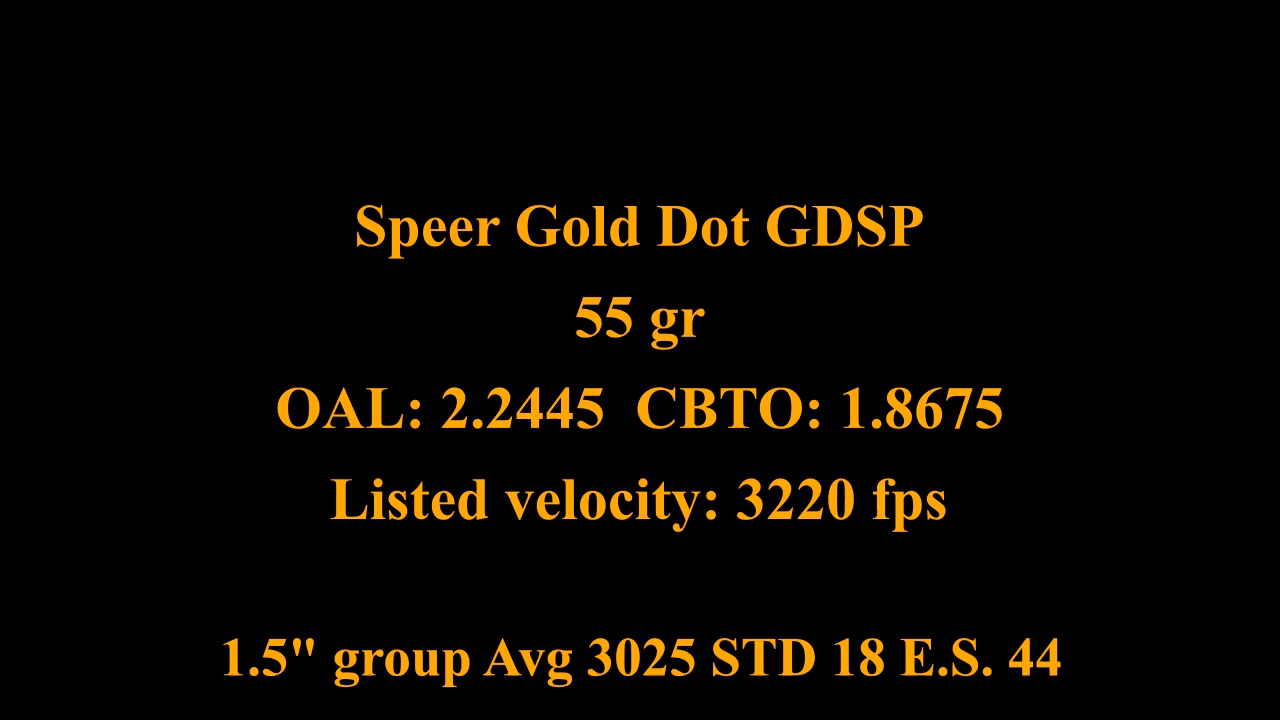 Speer Gold Dot GDSP
55 gr
OAL: 2.2445  CBTO: 1.8675
Listed velocity: 3220 fps
1.5" group Avg 3025 STD 18 E.S. 44